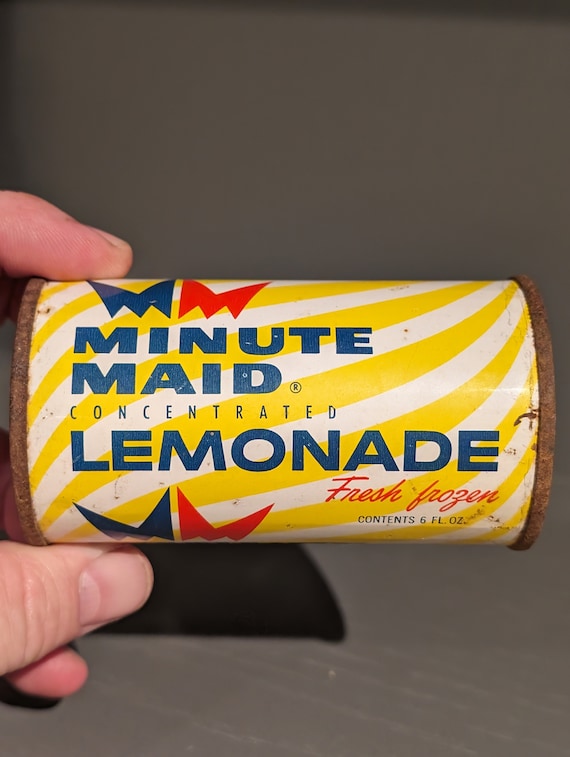 MINUTE
MAID®
CONCENTRATED
LEMONADE
Fresh frozen
CONTENTS 6 FL. OZ.